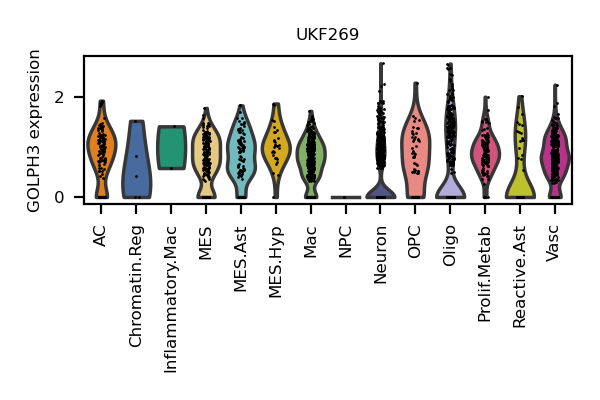 UKF269
GOLPH3 expression
2
0
AC
Chromatin.Reg
Inflammatory.Mac
MES
MES.Ast
MES.Hyp
Mac
NPC
Neuron
OPC
Oligo
Prolif.Metab
Reactive.Ast
Vasc